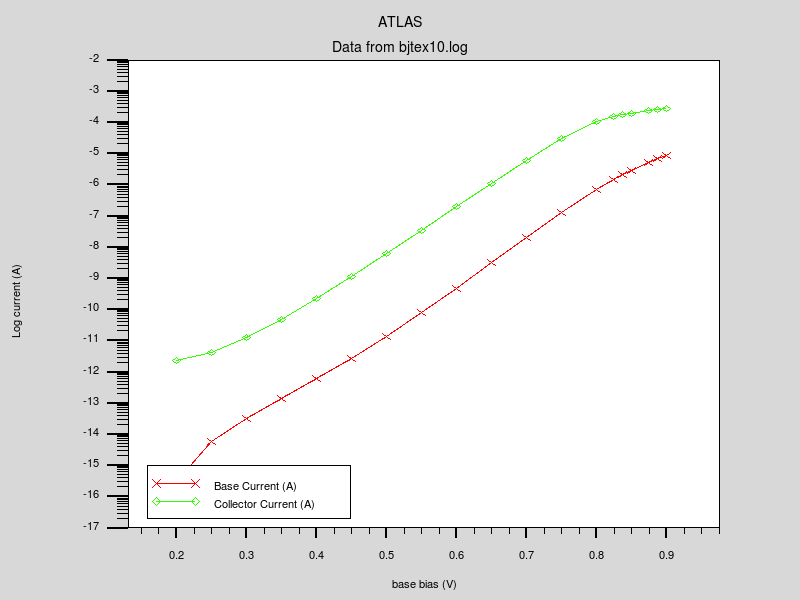 ATLAS
Data from bjtex10.log
-2
-3
-4
-5
-6
-7
-8
-9
-10
-11
-12
-13
-14
-15
-16
-17
Log current (A)
Base Current (A)
Collector Current (A)
0.2 0.3 0.4 0.5 0.6 0.7 0.8 0.9
base bias (V)